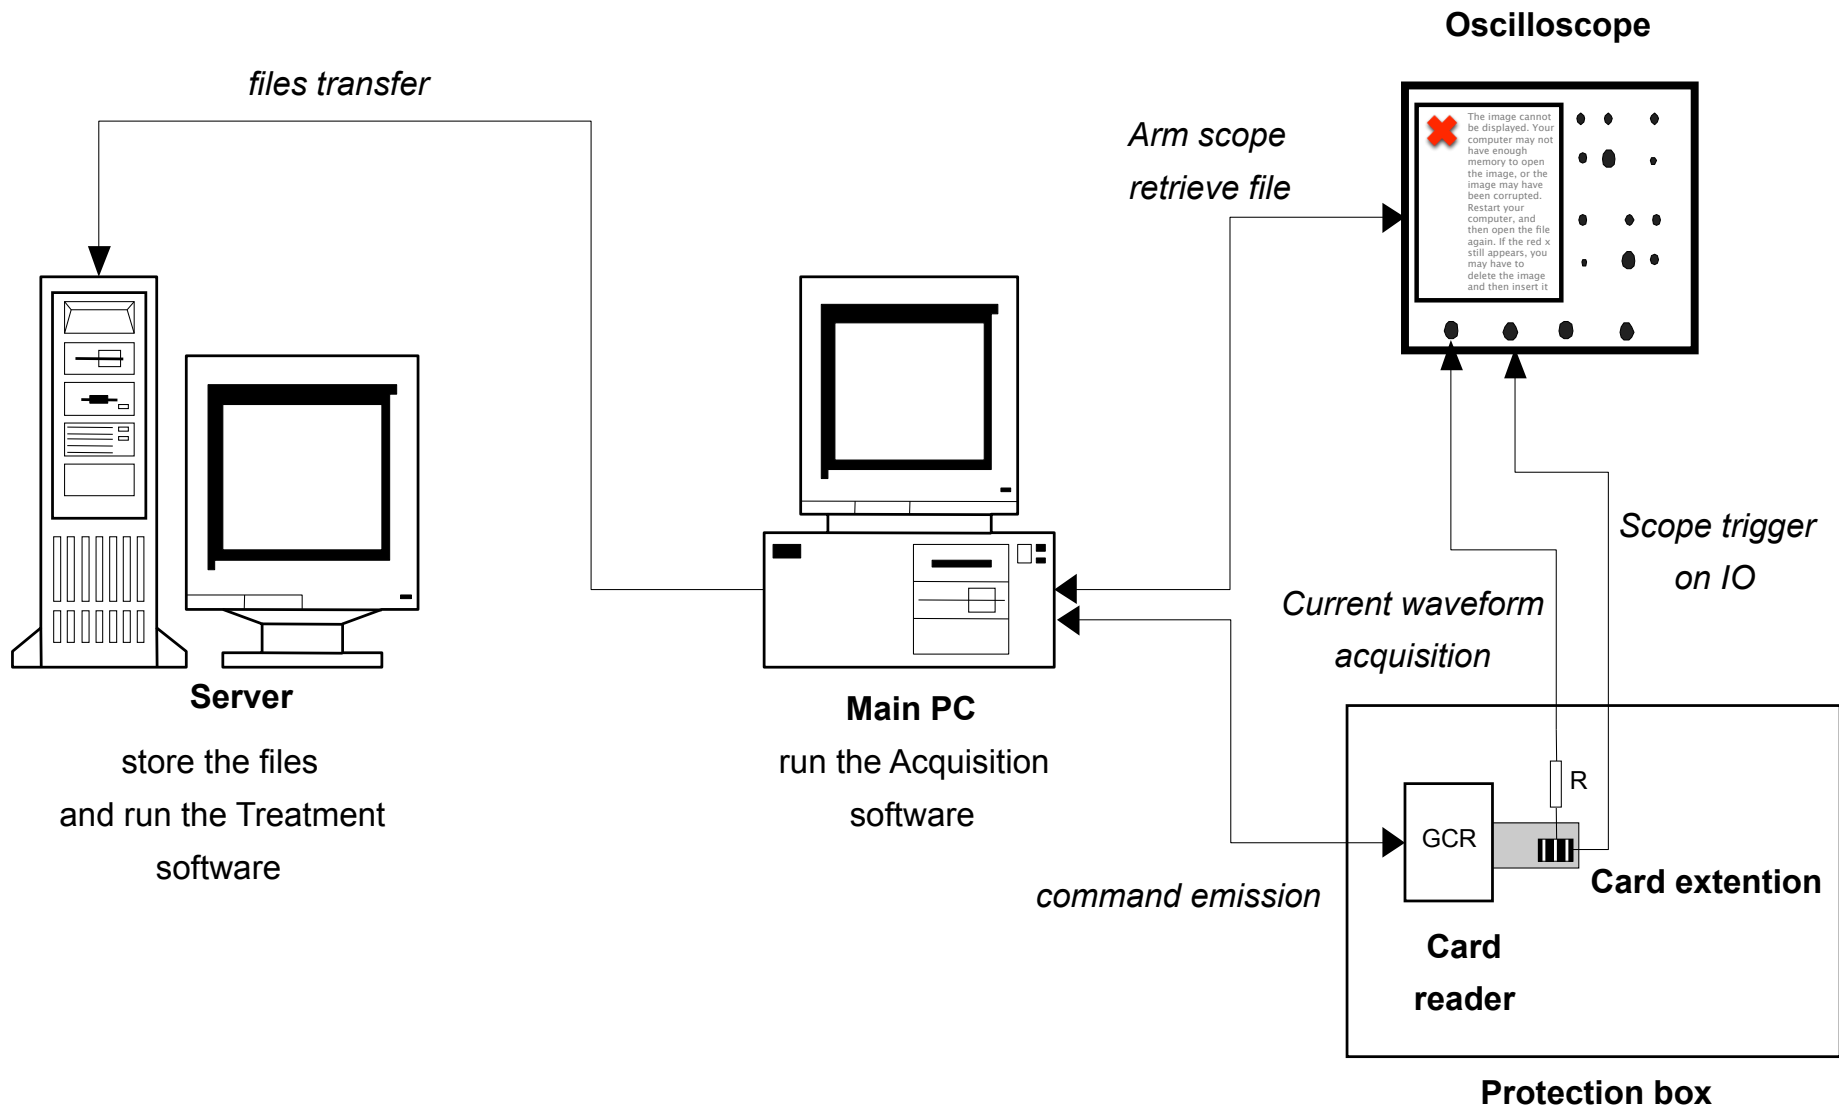 Oscilloscope
files transfer
Arm scope
retrieve file
The image cannot
be displayed. Your
computer may not
have enough
memory to open
the image, or the
image may have
been corrupted.
Restart your
computer, and
then open the file
again. If the red x
still appears, you
may have to
delete the image
and then insert it
Scope trigger
on IO
Current waveform
acquisition
Server
store the files
and run the Treatment
software
Main PC
run the Acquisition
software
R
GCR
command emission
Card extention
Card
reader
Protection box